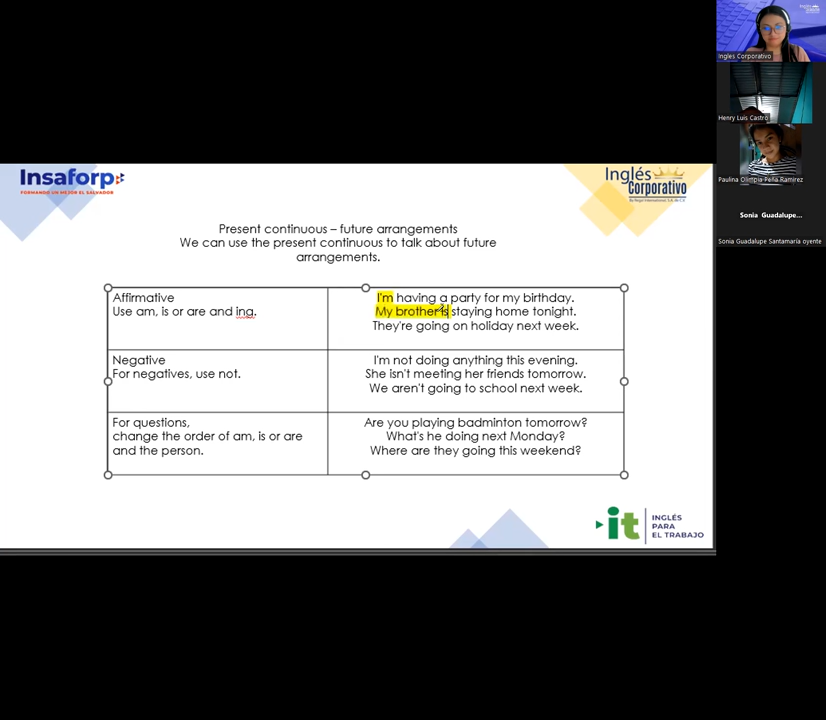 Insaforp
FORMANDO UN MEJOR EL SALVADOR
Inglés
Corporativo
Present continuous – future arrangements
We can use the present continuous to talk about future
arrangements.
Affirmative
Use am, is or are and ing.
I'm having a party for my birthday.
My brother is staying home tonight.
They're going on holiday next week.
Negative
For negatives, use not.
I'm not doing anything this evening.
She isn't meeting her friends tomorrow.
We aren't going to school next week.
For questions,
change the order of am, is or are
and the person.
Are you playing badminton tomorrow?
What's he doing next Monday?
Where are they going this weekend?
it
INGLÉS
PARA
EL TRABAJO
Ingles Corporativo
Henry Luis Castro
Paulina Olimpia Peña Ramirez
Sonia Guadalupe...
Sonia Guadalupe Santamaría oyente